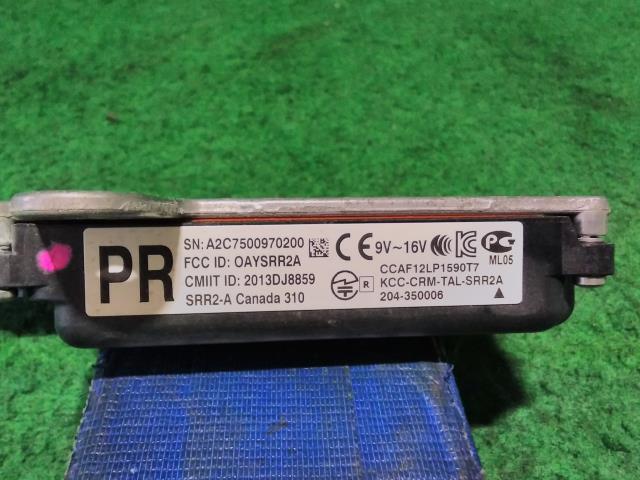 PR
SN: A2C7500970200
FCC ID: OAYSRR2A
CMIIT ID: 2013DJ8859
SRR2-A Canada 310
CE 9V~16V
R
CCAF12LP1590T7
KCC-CRM-TAL-SRR2A
204-350006
ML05